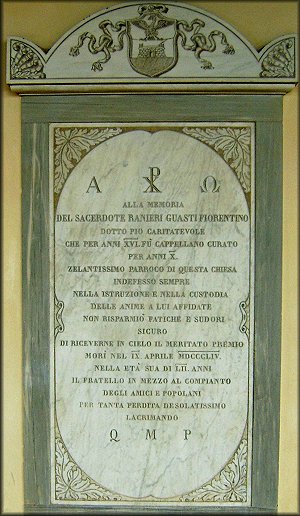 Α ☧ Ω
ALLA MEMORIA
DEL SACERDOTE RANIERI GUASTI FIORENTINO
DOTTO PIO CARITATEVOLE
CHE PER ANNI XVI. FÙ CAPPELLANO CURATO
PER ANNI X.
ZELANTISSIMO PARROCO DI QUESTA CHIESA
INDEFESSO SEMPRE
NELLA ISTRUZIONE E NELLA CUSTODIA
DELLE ANIME A LUI AFFIDATE
NON RISPARMIÒ FATICHE E SUDORI
SICURO
DI RICEVERNE IN CIELO IL MERITATO PREMIO
MORÌ NEL IX APRILE MDCCCLIV.
NELLA ETÀ SUA DI LII. ANNI
IL FRATELLO IN MEZZO AL COMPIANTO
DEGLI AMICI E POPOLANI
PER TANTA PERDITA DESOLATISSIMO
LACRIMANDO
Q M P